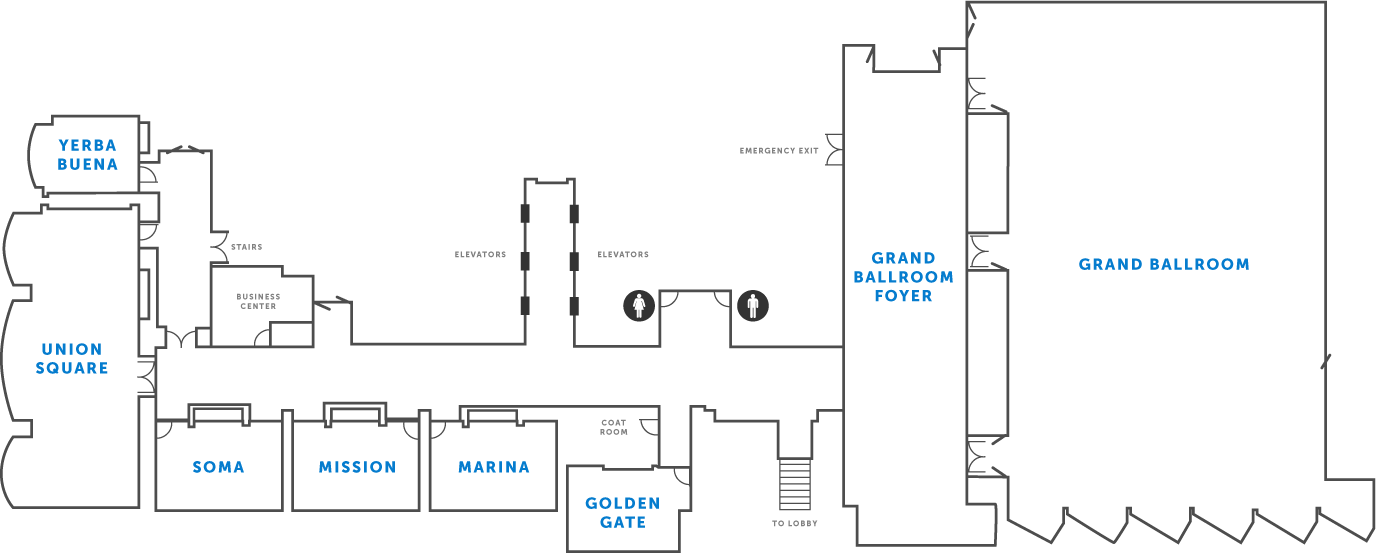 YERBA
BUENA
EMERGENCY EXIT
STAIRS
ELEVATORS
ELEVATORS
GRAND
BALLROOM
FOYER
GRAND BALLROOM
BUSINESS
CENTER
UNION
SQUARE
COAT
ROOM
SOMA
MISSION
MARINA
GOLDEN
GATE
TO LOBBY